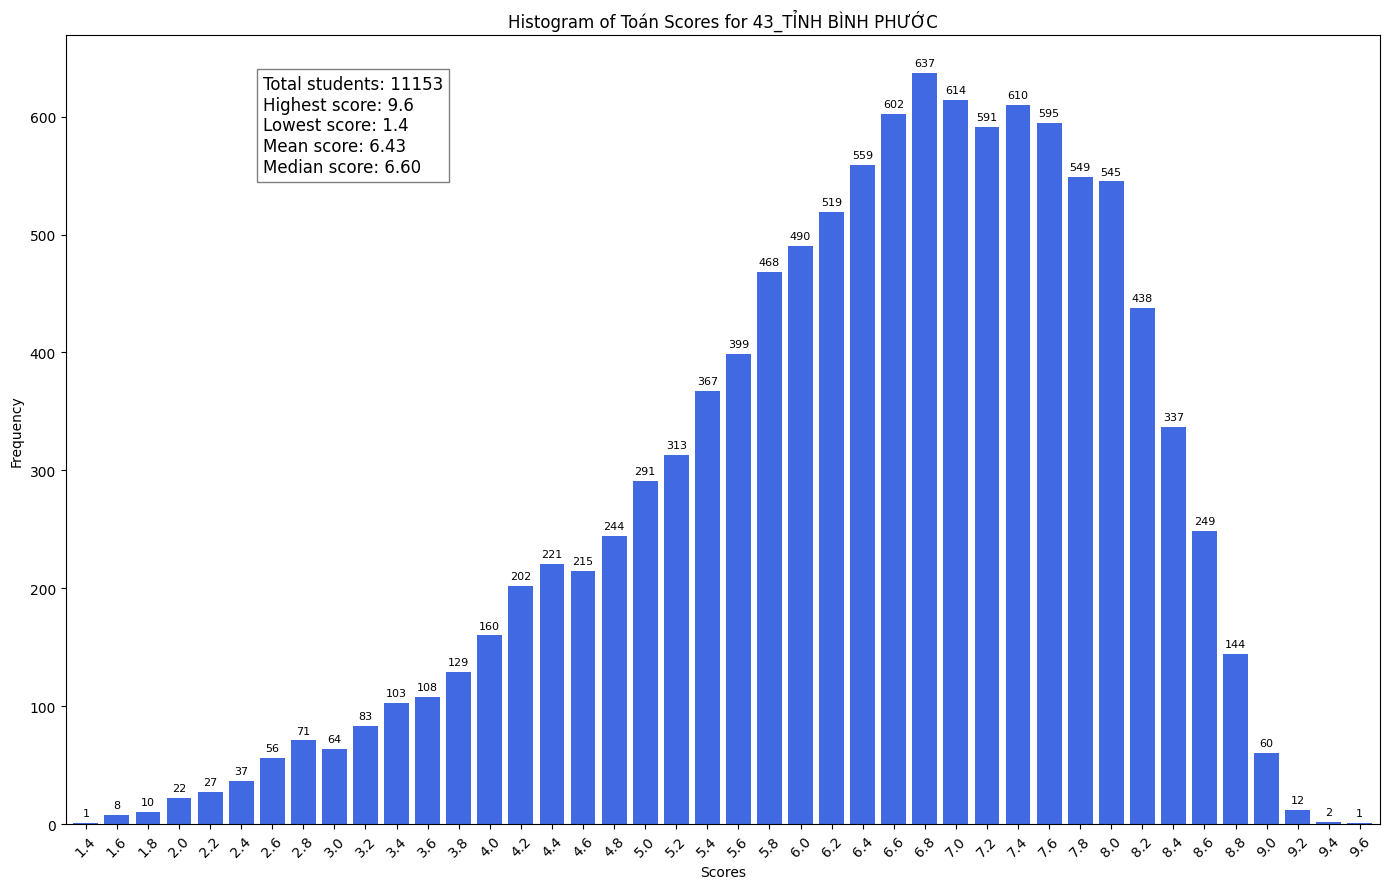 Histogram of Toán Scores for 43_TỈNH BÌNH PHƯỚC
Total students: 11153
Highest score: 9.6
Lowest score: 1.4
Mean score: 6.43
Median score: 6.60
Frequency
600
500
400
300
200
100
0
1 8 10 22 27 37 56 71 64 83 103 108 129 160 202 221 215 244 291 313 367 399 468 490 519 559 602 637 614 591 610 595 549 545 438 337 249 144 60 12 2 1
1.4 1.6 1.8 2.0 2.2 2.4 2.6 2.8 3.0 3.2 3.4 3.6 3.8 4.0 4.2 4.4 4.6 4.8 5.0 5.2 5.4 5.6 5.8 6.0 6.2 6.4 6.6 6.8 7.0 7.2 7.4 7.6 7.8 8.0 8.2 8.4 8.6 8.8 9.0 9.2 9.4 9.6
Scores